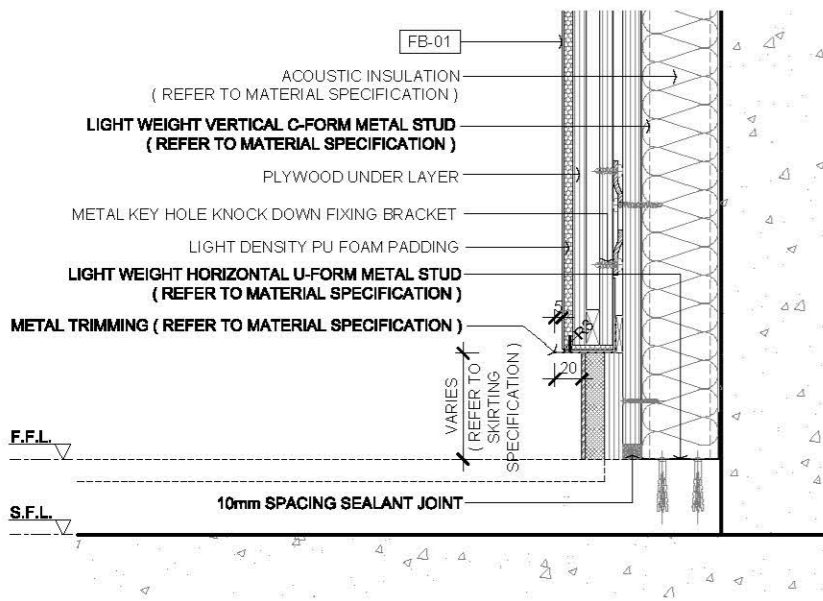 FB-01
ACOUSTIC INSULATION
( REFER TO MATERIAL SPECIFICATION )
LIGHT WEIGHT VERTICAL C-FORM METAL STUD
( REFER TO MATERIAL SPECIFICATION )
PLYWOOD UNDER LAYER
METAL KEY HOLE KNOCK DOWN FIXING BRACKET
LIGHT DENSITY PU FOAM PADDING
LIGHT WEIGHT HORIZONTAL U-FORM METAL STUD
( REFER TO MATERIAL SPECIFICATION )
5
METAL TRIMMING ( REFER TO MATERIAL SPECIFICATION )
R3
20
VARIES
( REFER TO
SKIRTING
SPECIFICATION )
F.F.L.
10mm SPACING SEALANT JOINT
S.F.L.